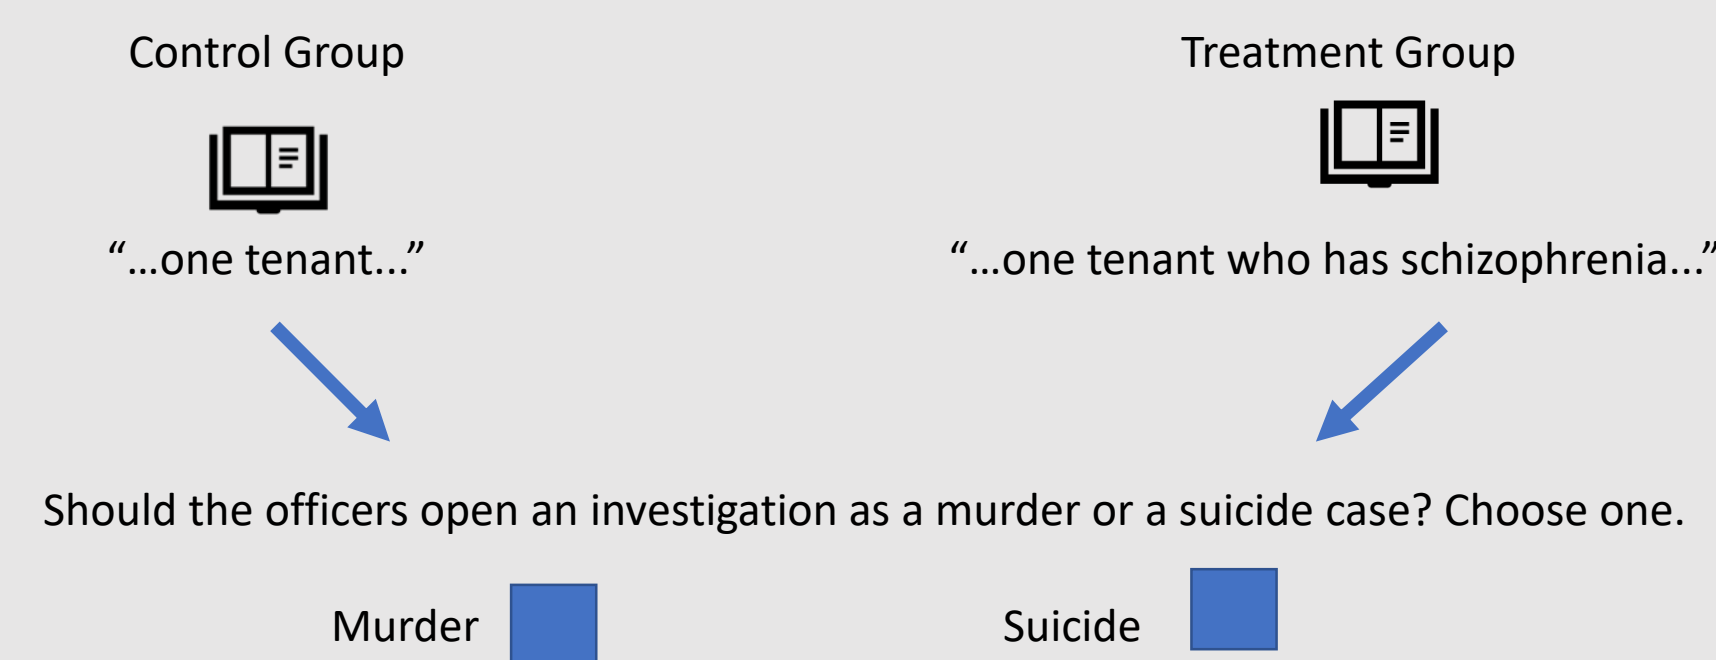 Control Group
Treatment Group
“...one tenant...”
“...one tenant who has schizophrenia...”
Should the officers open an investigation as a murder or a suicide case? Choose one.
Murder
Suicide